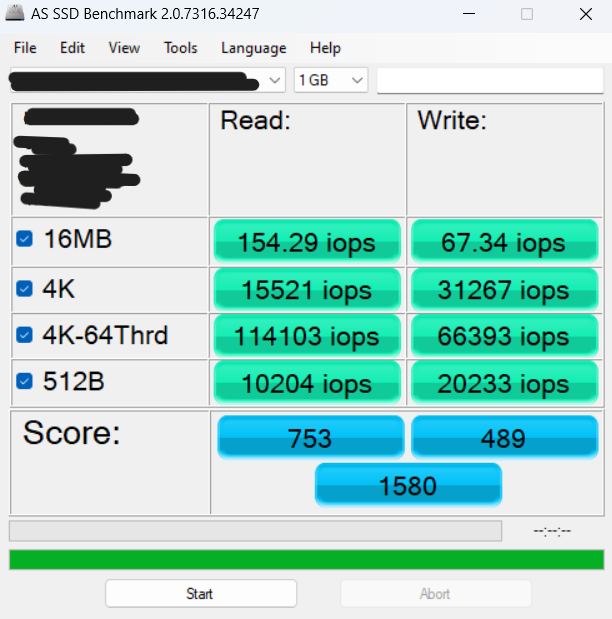 AS SSD Benchmark 2.0.7316.34247
File Edit View Tools Language Help
1 GB
Read: Write:
16MB 154.29 iops 67.34 iops
4K 15521 iops 31267 iops
4K-64Thrd 114103 iops 66393 iops
512B 10204 iops 20233 iops
Score: 753 489
1580
--:--:--
Start Abort